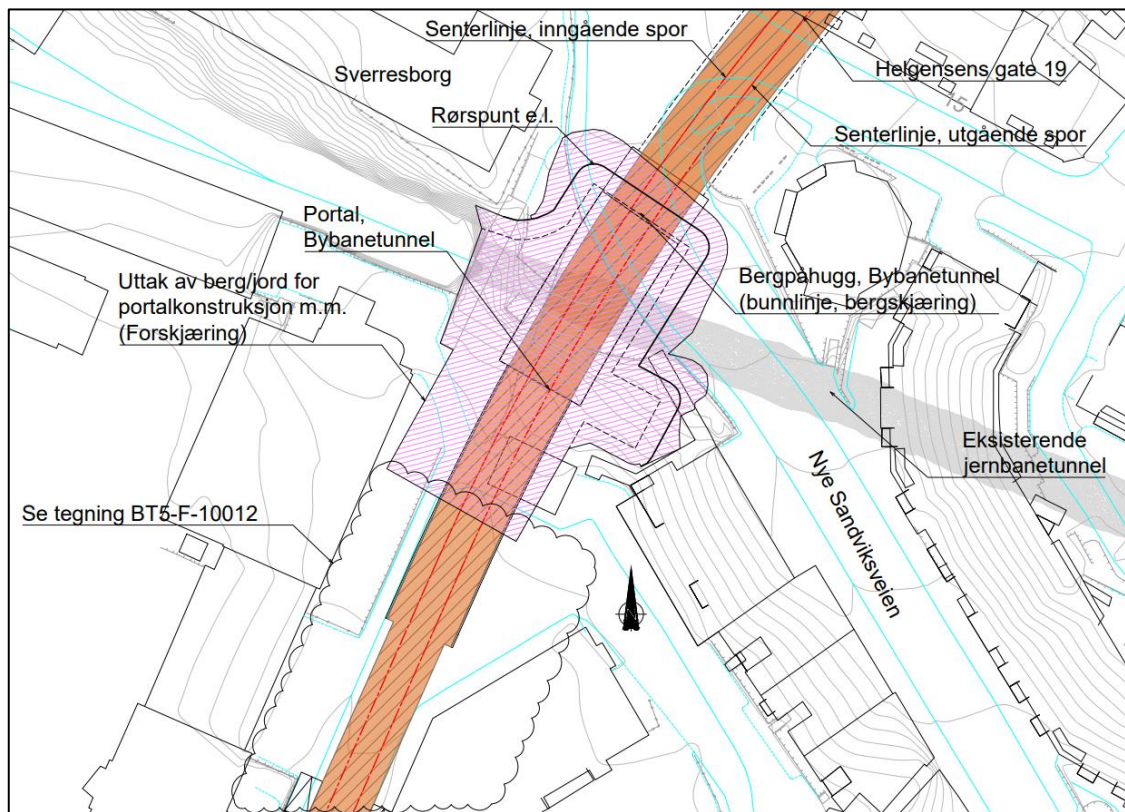 Senterlinje, inngående spor
Sverresborg
Helgensens gate 19
15
Rørspunt e.l.
Senterlinje, utgående spor
Portal,
Bybanetunnel
Uttak av berg/jord for
portalkonstruksjon m.m.
(Forskjæring)
Bergpåhugg, Bybanetunnel
(bunnlinje, bergskjæring)
Eksisterende
jernbanetunnel
Nye Sandviksveien
Se tegning BT5-F-10012